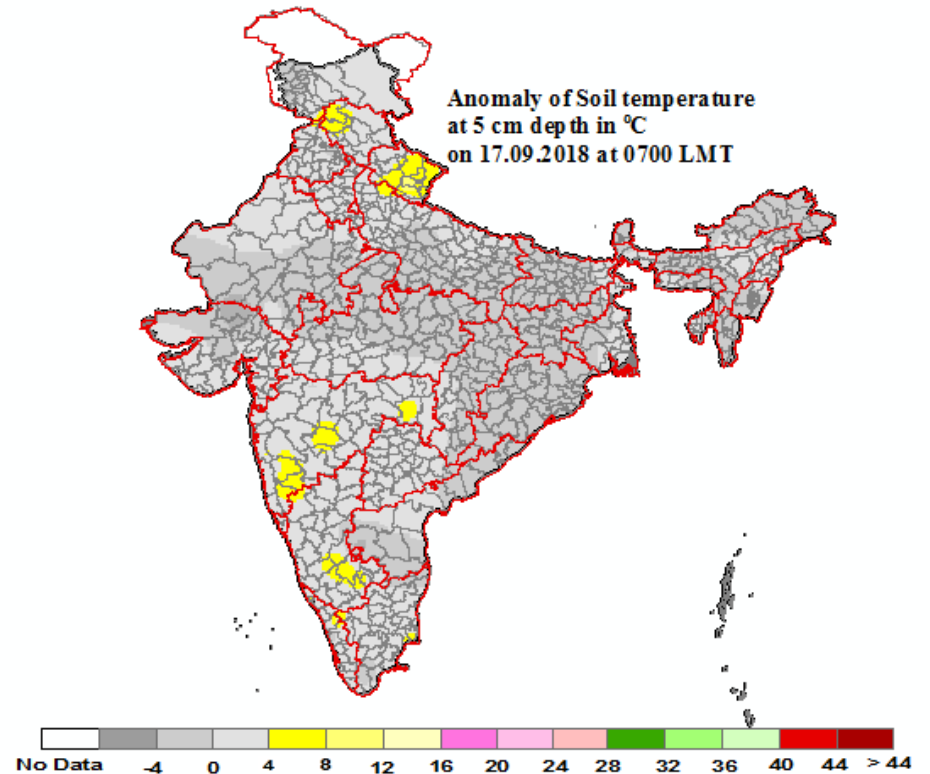 Anomaly of Soil temperature
at 5 cm depth in ⁰C
on 17.09.2018 at 0700 LMT
No Data -4 0 4 8 12 16 20 24 28 32 36 40 44 > 44